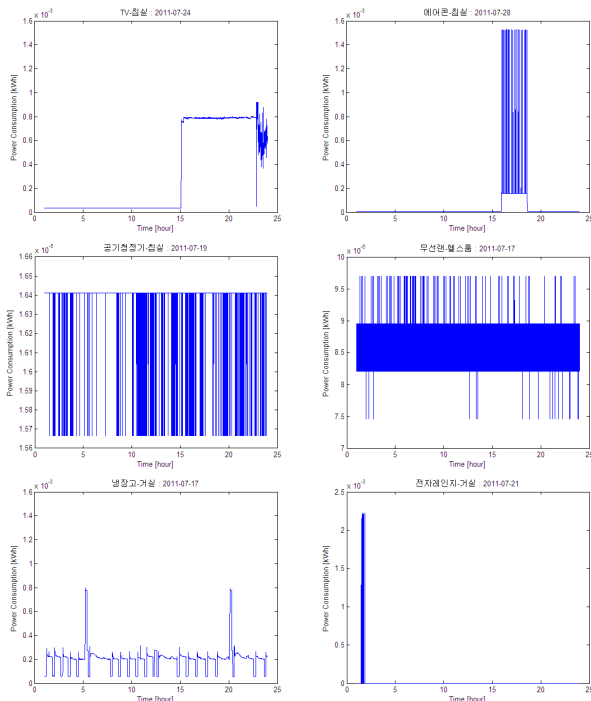 TV-침실 : 2011-07-24
x 10⁻³
1.6
1.4
1.2
1
0.8
0.6
0.4
0.2
0
0 5 10 15 20 25
Time [hour]
Power Consumption [kWh]
에어콘-침실 : 2011-07-28
x 10⁻³
1.6
1.4
1.2
1
0.8
0.6
0.4
0.2
0
0 5 10 15 20 25
Time [hour]
Power Consumption [kWh]
공기청정기-침실 : 2011-07-19
x 10⁻⁵
1.66
1.65
1.64
1.63
1.62
1.61
1.6
1.59
1.58
1.57
1.56
0 5 10 15 20 25
Time [hour]
Power Consumption [kWh]
무선랜-헬스룸 : 2011-07-17
10
9.5
9
8.5
8
7.5
7
0 5 10 15 20 25
Time [hour]
Power Consumption [kWh]
냉장고-거실 : 2011-07-17
x 10⁻³
1.6
1.4
1.2
1
0.8
0.6
0.4
0.2
0
0 5 10 15 20 25
Time [hour]
Power Consumption [kWh]
전자레인지-거실 : 2011-07-21
x 10⁻³
2.5
2
1.5
1
0.5
0
0 5 10 15 20 25
Time [hour]
Power Consumption [kWh]